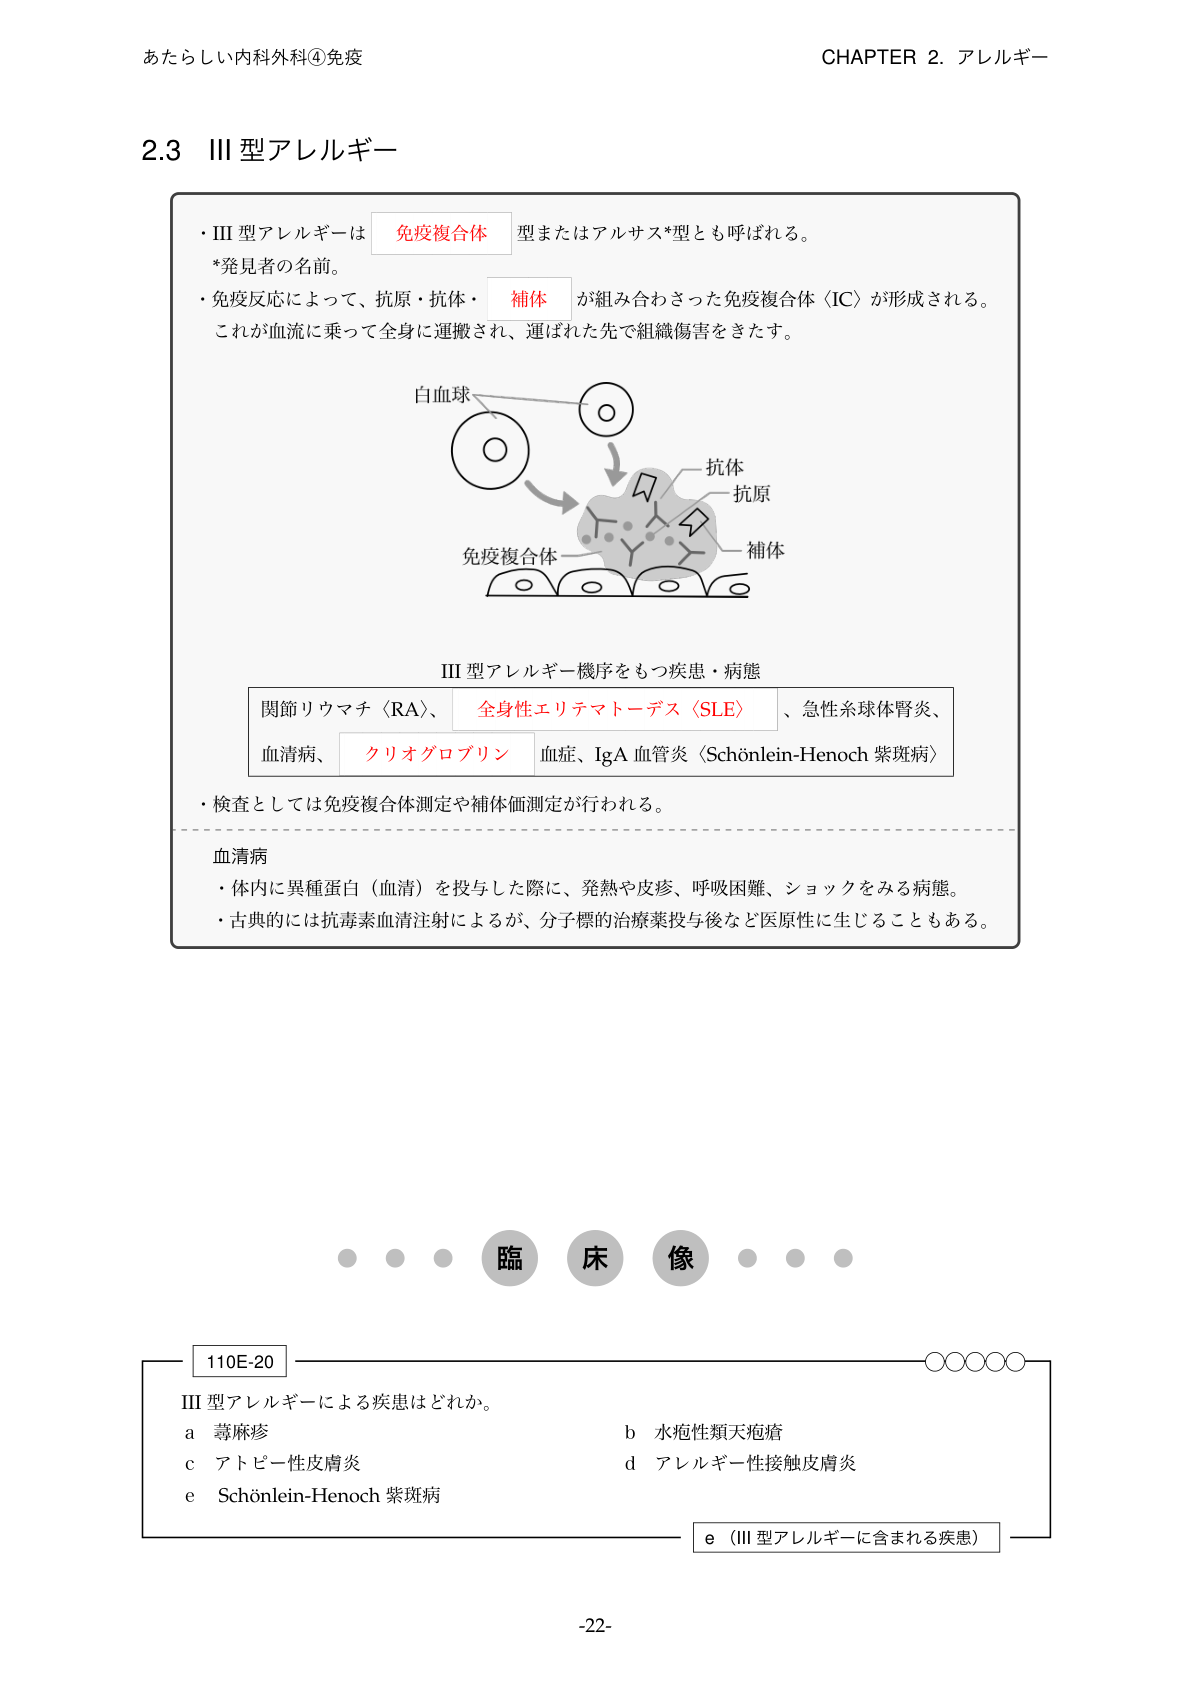 あたらしい内科外科④免疫
CHAPTER 2. アレルギー
2.3 III 型アレルギー
・III 型アレルギーは 免疫複合体 型またはアルサス*型とも呼ばれる。
*発見者の名前。
・免疫反応によって、抗原・抗体・ 補体 が組み合わさった免疫複合体〈IC〉が形成される。
これが血流に乗って全身に運搬され、運ばれた先で組織傷害をきたす。
白血球
抗体
抗原
補体
免疫複合体
III 型アレルギー機序をもつ疾患・病態
関節リウマチ〈RA〉、 全身性エリテマトーデス〈SLE〉 、急性糸球体腎炎、
血清病、 クリオグロブリン 血症、IgA 血管炎〈Schönlein-Henoch 紫斑病〉
・検査としては免疫複合体測定や補体価測定が行われる。
血清病
・体内に異種蛋白（血清）を投与した際に、発熱や皮疹、呼吸困難、ショックをみる病態。
・古典的には抗毒素血清注射によるが、分子標的治療薬投与後など医原性に生じることもある。
臨床像
110E-20
III 型アレルギーによる疾患はどれか。
a 蕁麻疹
b 水疱性類天疱瘡
c アトピー性皮膚炎
d アレルギー性接触皮膚炎
e Schönlein-Henoch 紫斑病
e （III 型アレルギーに含まれる疾患）
-22-